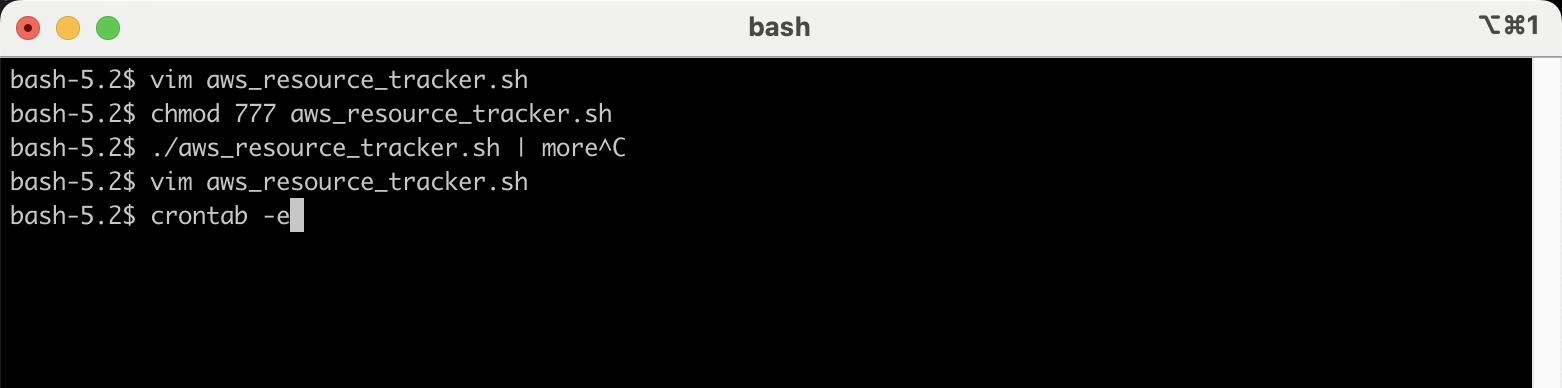 bash
⌥⌘1
bash-5.2$ vim aws_resource_tracker.sh
bash-5.2$ chmod 777 aws_resource_tracker.sh
bash-5.2$ ./aws_resource_tracker.sh | more^C
bash-5.2$ vim aws_resource_tracker.sh
bash-5.2$ crontab -e